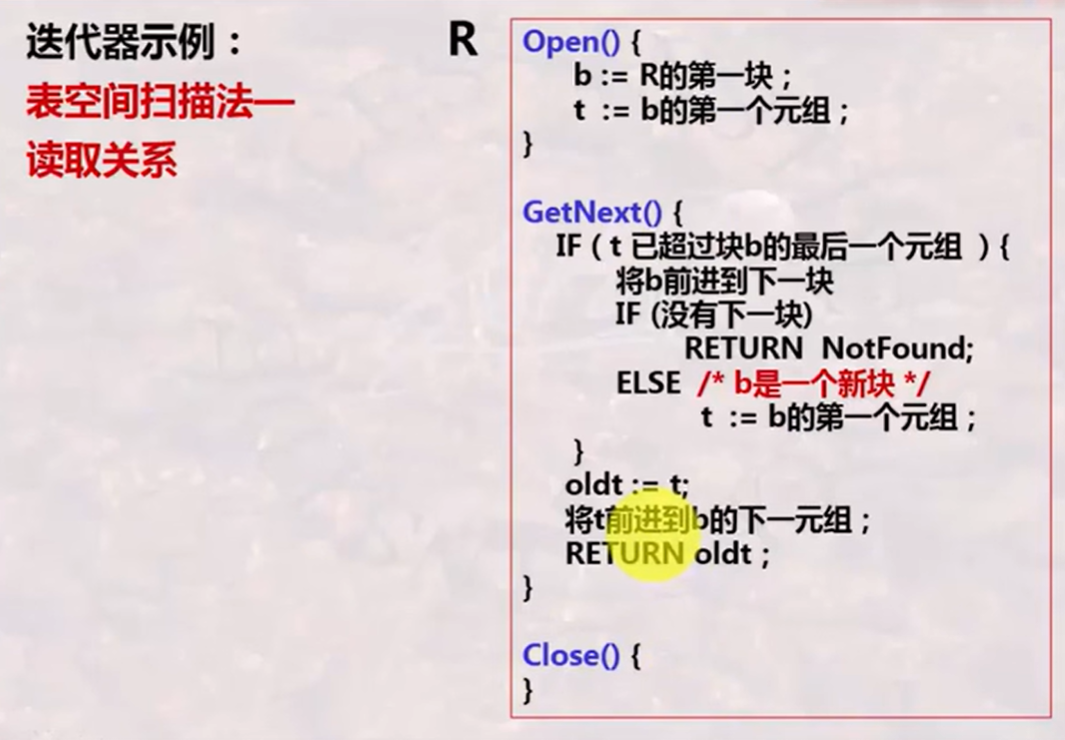 迭代器示例：
表空间扫描法—
读取关系
R
Open() {
b := R的第一块；
t := b的第一个元组；
}
GetNext() {
IF ( t 已超过块b的最后一个元组 ) {
将b前进到下一块
IF (没有下一块)
RETURN NotFound;
ELSE /* b是一个新块 */
t := b的第一个元组；
}
oldt := t;
将t前进到b的下一元组；
RETURN oldt；
}
Close() {
}